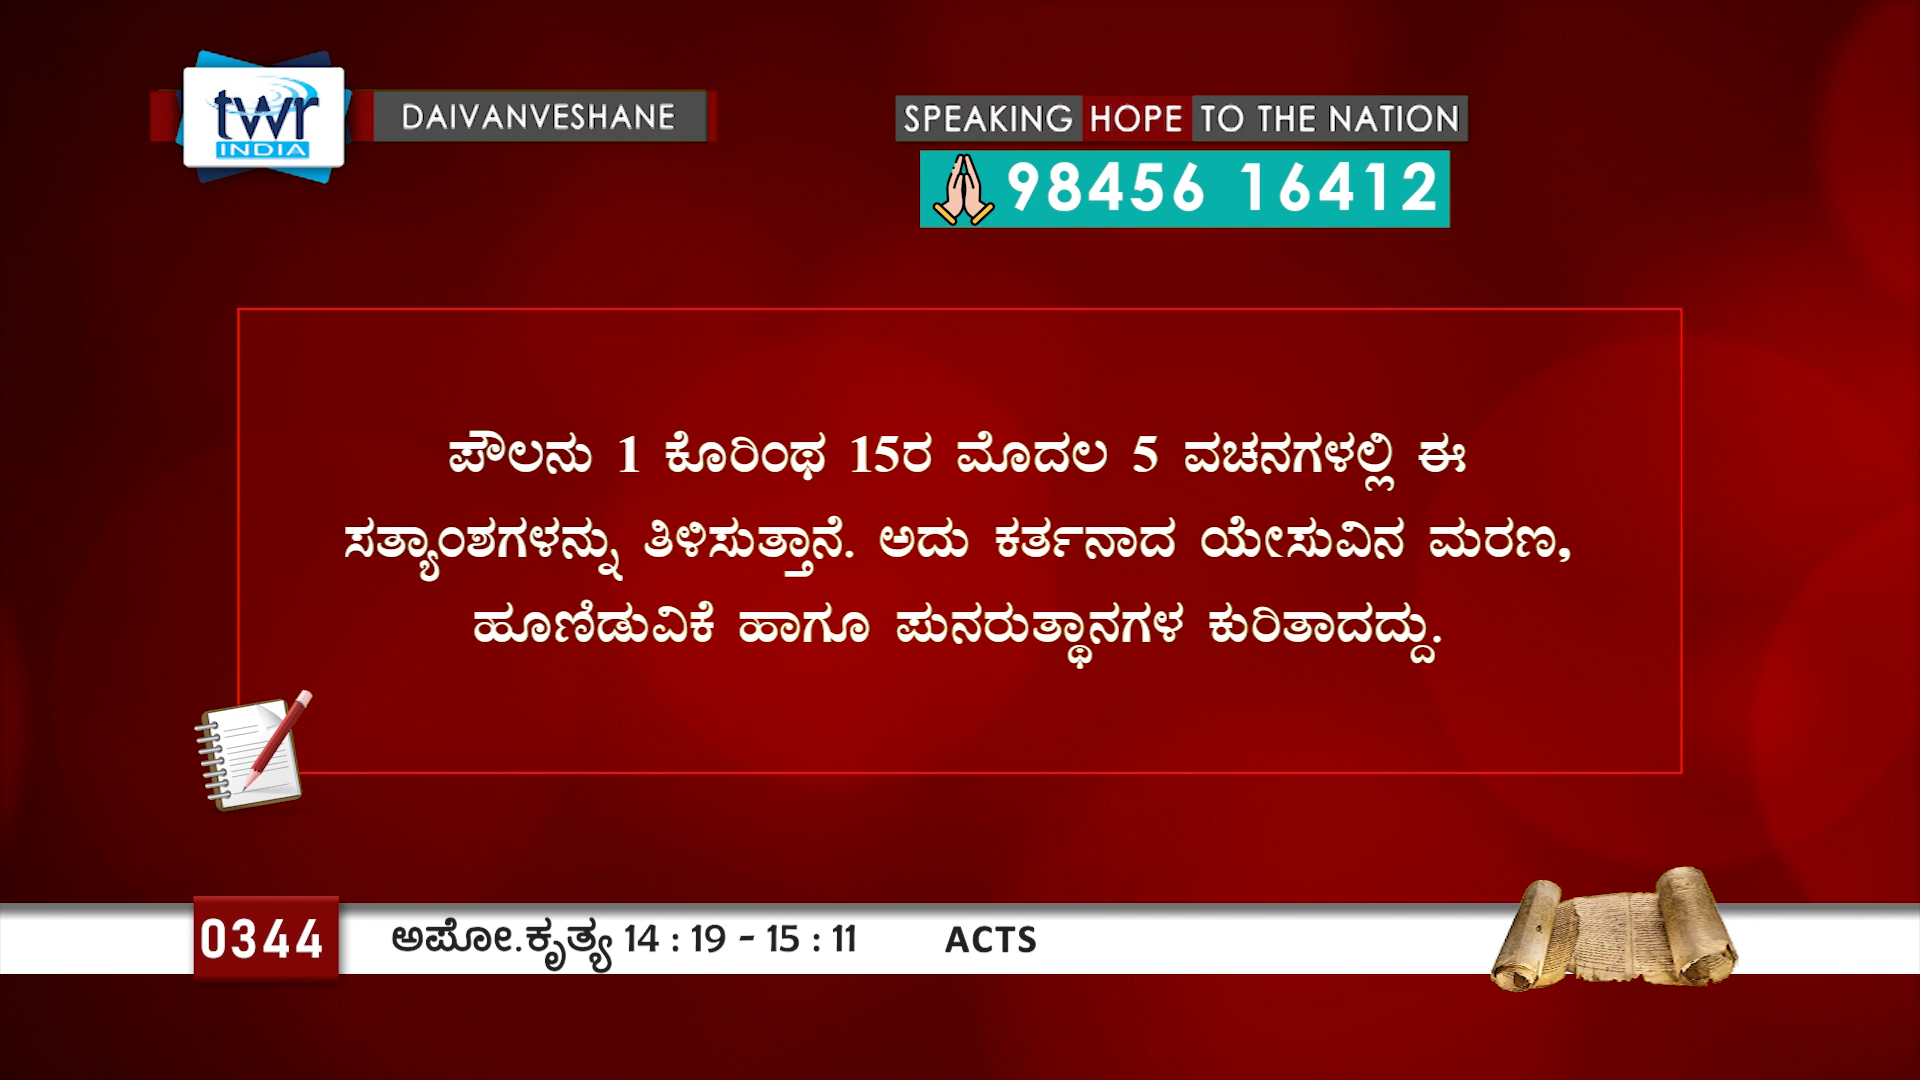 twr
INDIA
DAIVANVESHANE
SPEAKING HOPE TO THE NATION
98456 16412
ಪೌಲನು 1 ಕೊರಿಂಥ 15ರ ಮೊದಲ 5 ವಚನಗಳಲ್ಲಿ ಈ
ಸತ್ಯಾಂಶಗಳನ್ನು ತಿಳಿಸುತ್ತಾನೆ. ಅದು ಕರ್ತನಾದ ಯೇಸುವಿನ ಮರಣ,
ಹೂಣಿಡುವಿಕೆ ಹಾಗೂ ಪುನರುತ್ಥಾನಗಳ ಕುರಿತಾದದ್ದು.
0344 ಅಪೋ.ಕೃತ್ಯ 14 : 19 - 15 : 11 ACTS